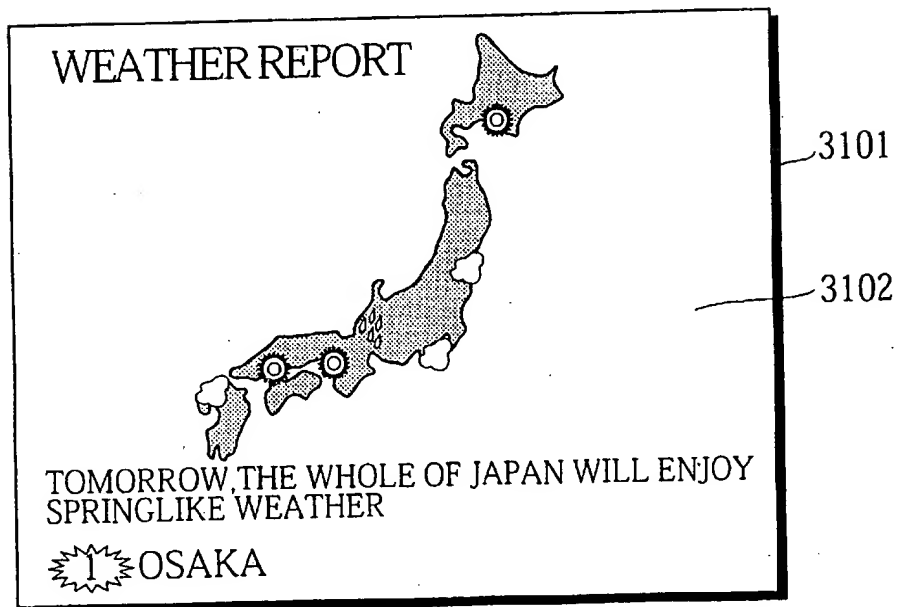 WEATHER REPORT
3101
3102
TOMORROW, THE WHOLE OF JAPAN WILL ENJOY
SPRINGLIKE WEATHER
1 OSAKA